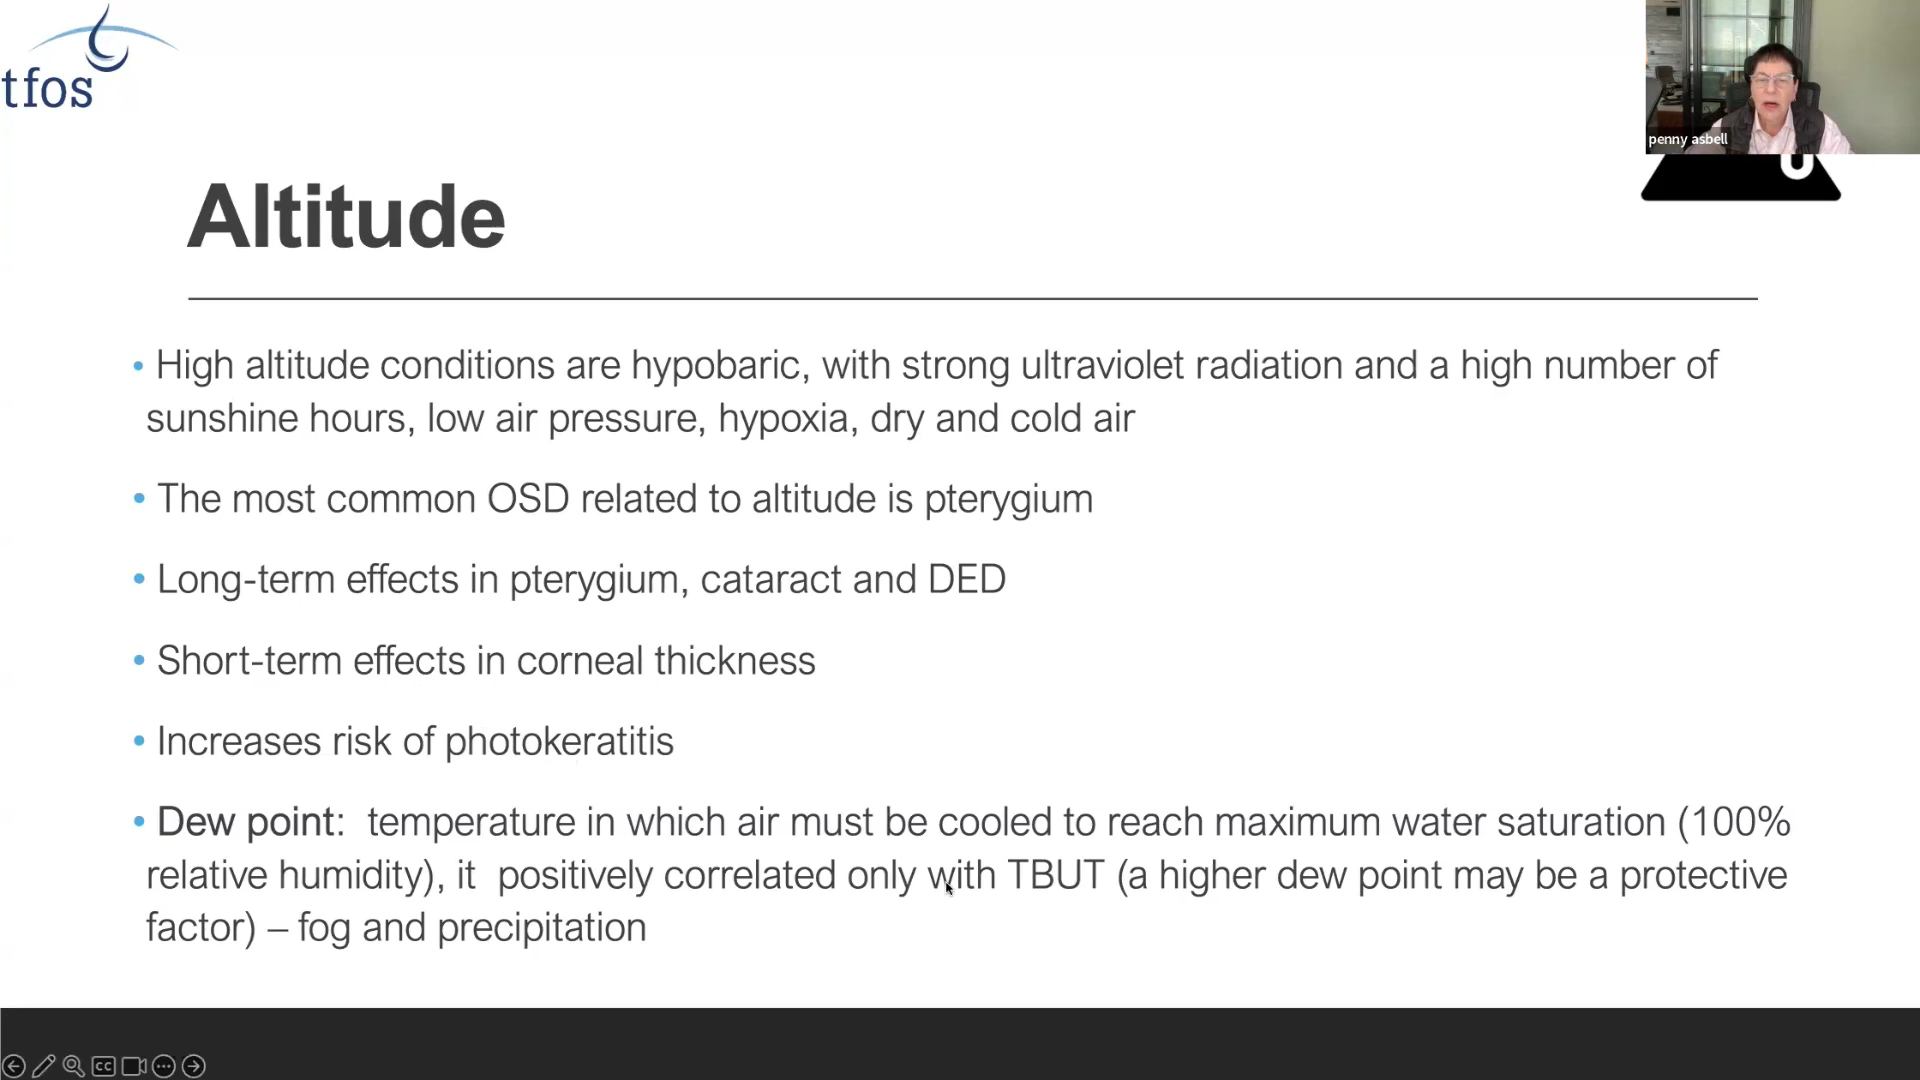 tfos
penny asbell
Altitude
• High altitude conditions are hypobaric, with strong ultraviolet radiation and a high number of
sunshine hours, low air pressure, hypoxia, dry and cold air
• The most common OSD related to altitude is pterygium
• Long-term effects in pterygium, cataract and DED
• Short-term effects in corneal thickness
• Increases risk of photokeratitis
• Dew point:  temperature in which air must be cooled to reach maximum water saturation (100%
relative humidity), it  positively correlated only with TBUT (a higher dew point may be a protective
factor) – fog and precipitation
CC